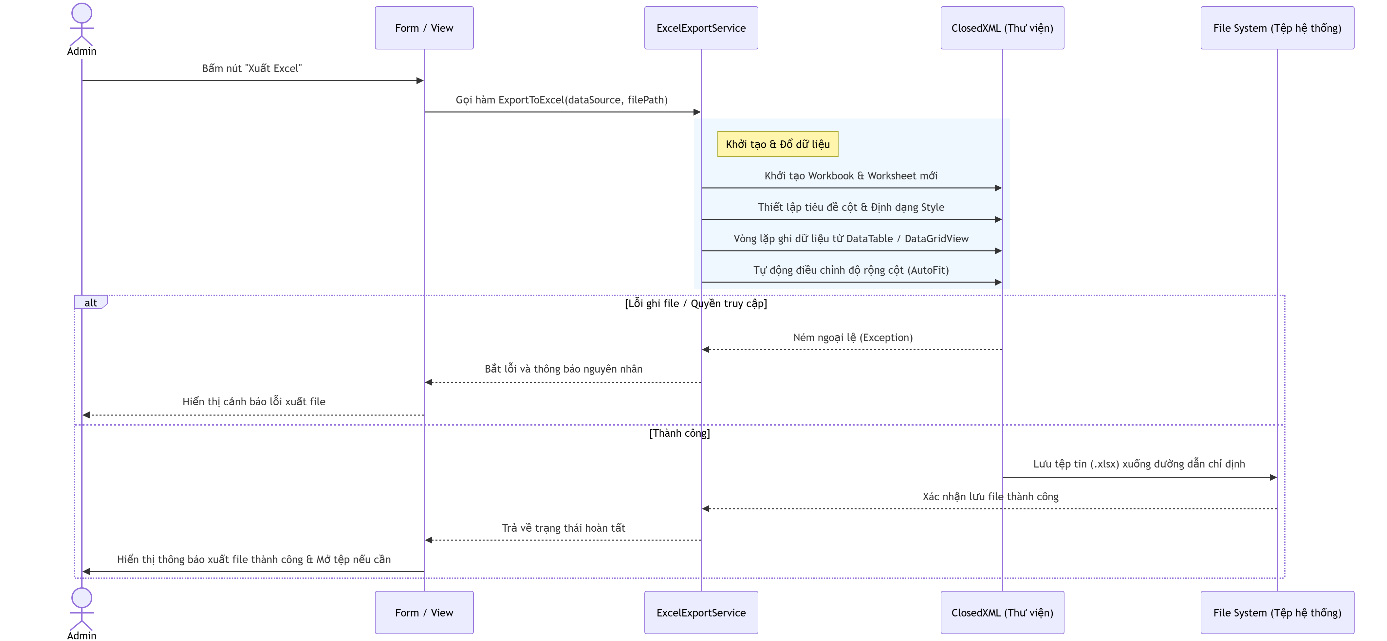 Admin
Form / View
ExcelExportService
ClosedXML (Thư viện)
File System (Tệp hệ thống)
Bấm nút "Xuất Excel"
Gọi hàm ExportToExcel(dataSource, filePath)
Khởi tạo & Đổ dữ liệu
Khởi tạo Workbook & Worksheet mới
Thiết lập tiêu đề cột & Định dạng Style
Vòng lặp ghi dữ liệu từ DataTable / DataGridView
Tự động điều chỉnh độ rộng cột (AutoFit)
alt
[Lỗi ghi file / Quyền truy cập]
Ném ngoại lệ (Exception)
Bắt lỗi và thông báo nguyên nhân
Hiển thị cảnh báo lỗi xuất file
[Thành công]
Lưu tệp tin (.xlsx) xuống đường dẫn chỉ định
Xác nhận lưu file thành công
Trả về trạng thái hoàn tất
Hiển thị thông báo xuất file thành công & Mở tệp nếu cần
Admin
Form / View
ExcelExportService
ClosedXML (Thư viện)
File System (Tệp hệ thống)